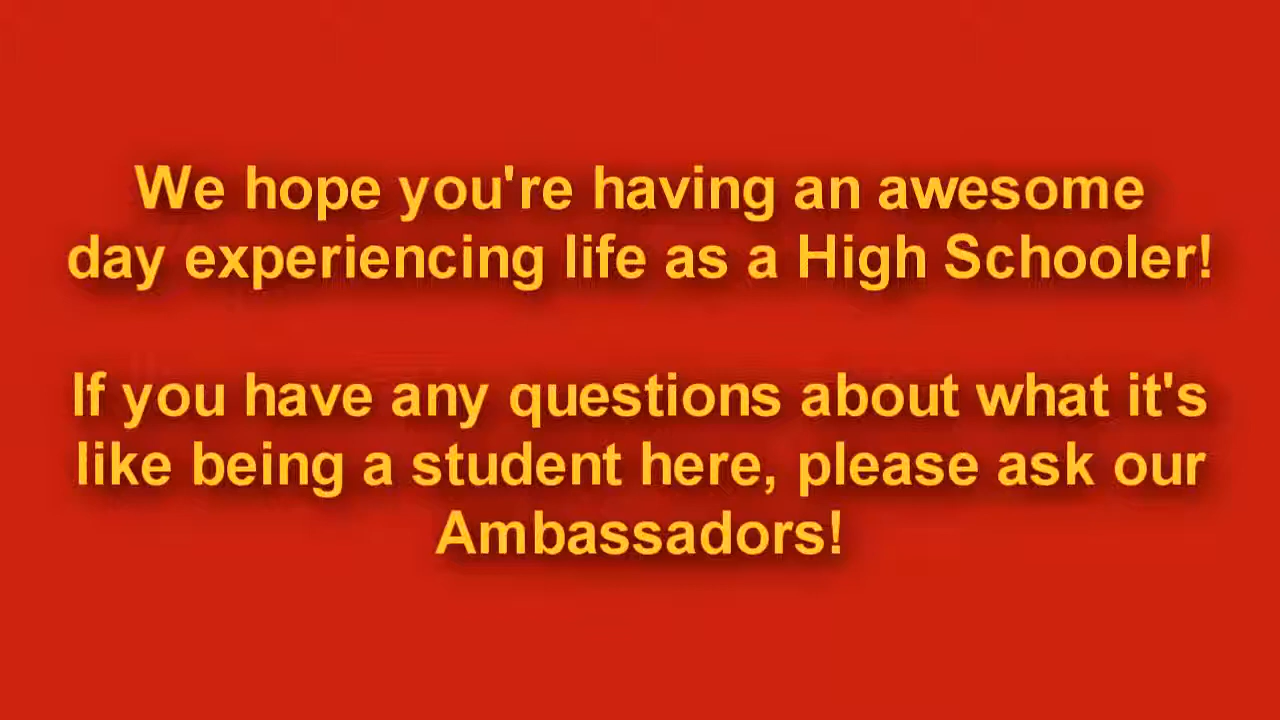 We hope you're having an awesome
day experiencing life as a High Schooler!
If you have any questions about what it's
like being a student here, please ask our
Ambassadors!